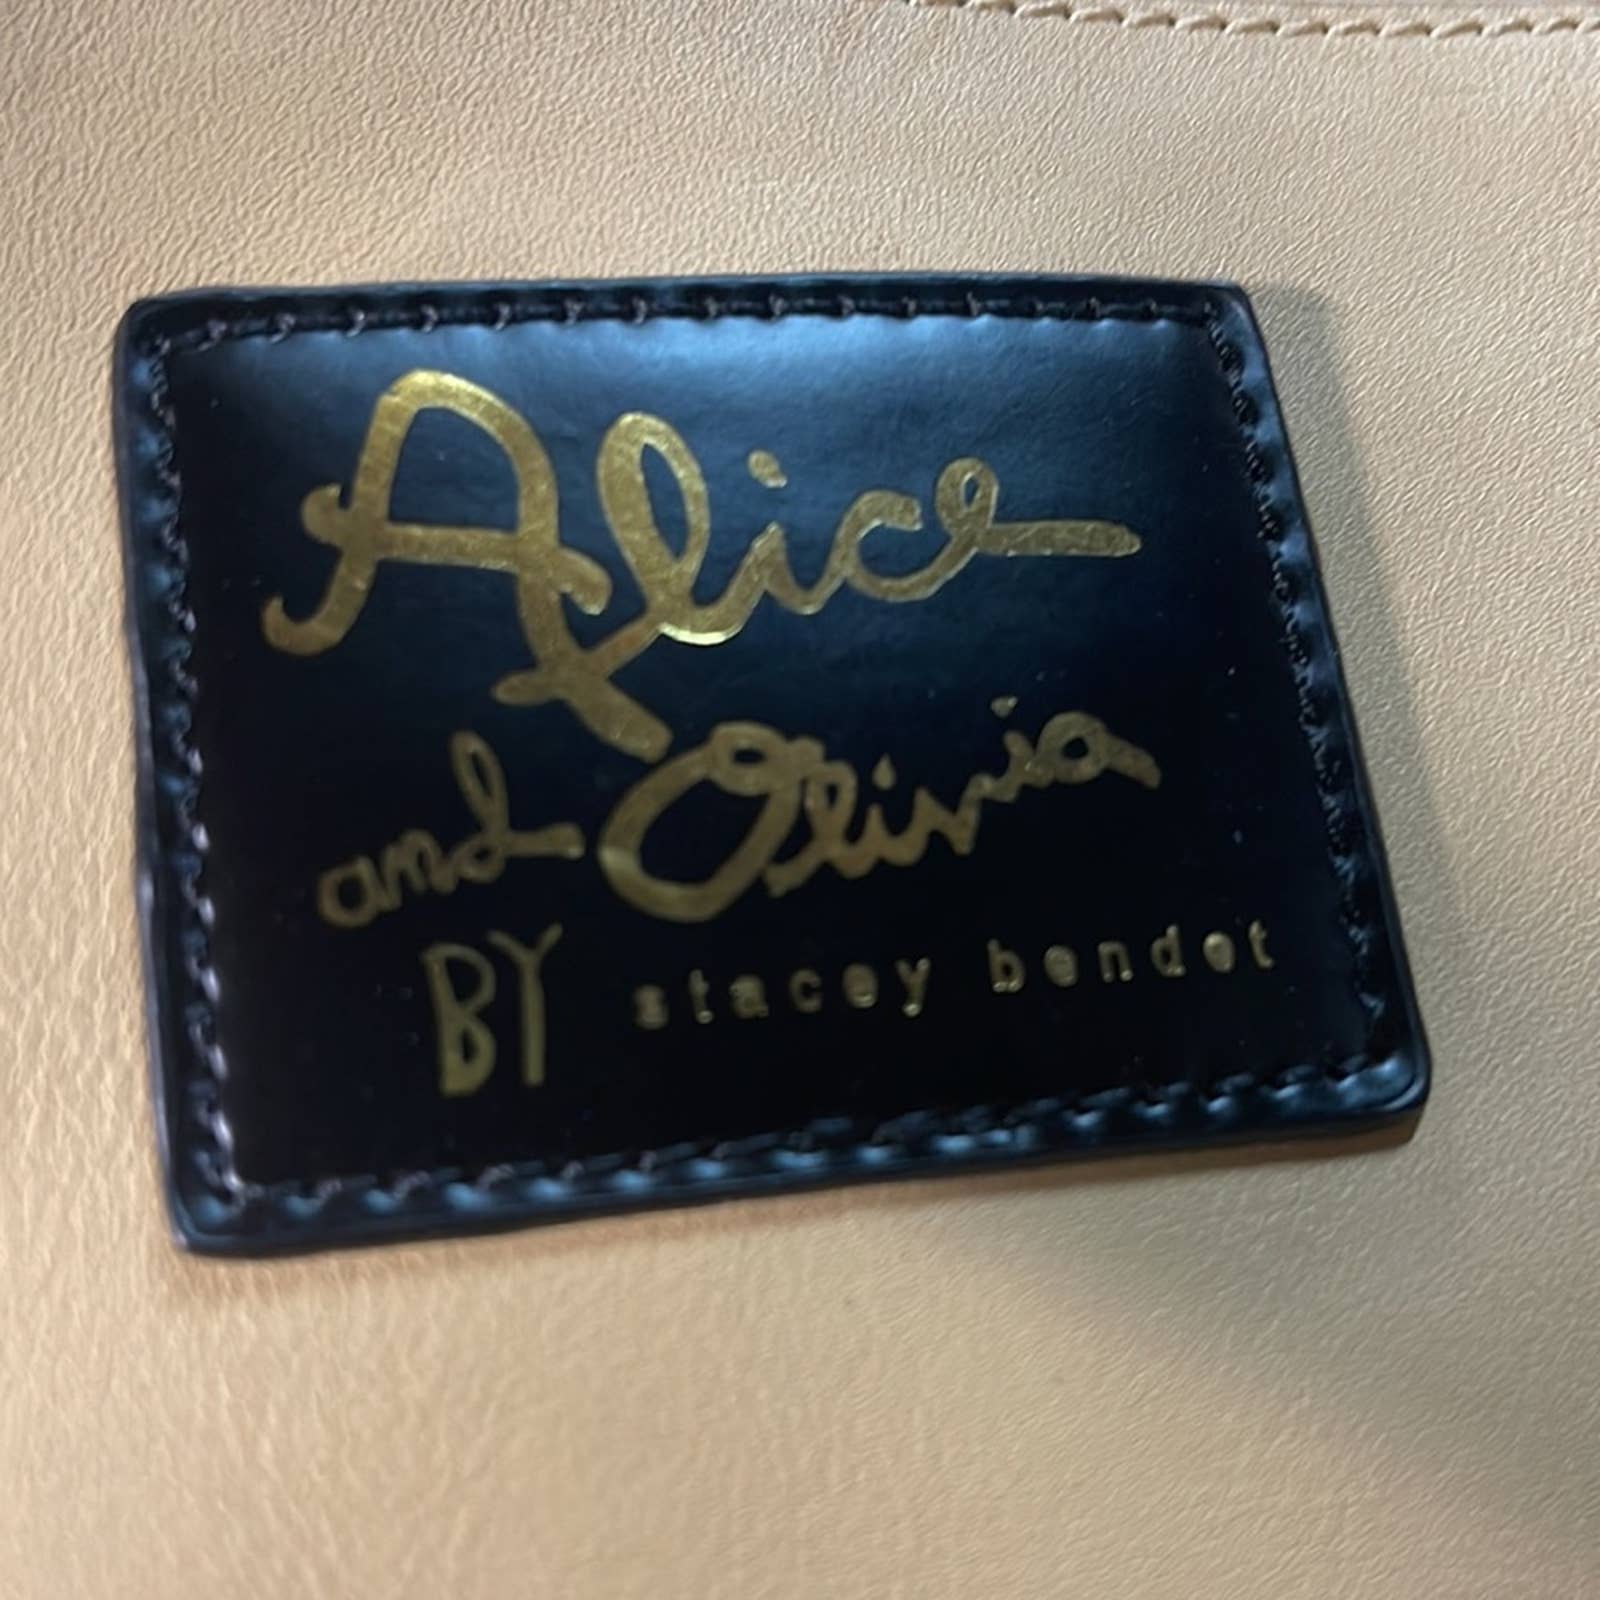 Alice
and Olivia
BY stacey bendet